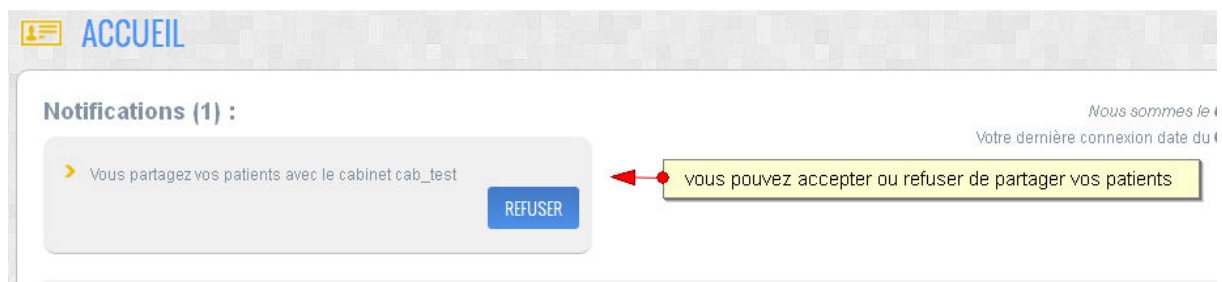 ACCUEIL
Notifications (1) :
Nous sommes le
Votre dernière connexion date du
Vous partagez vos patients avec le cabinet cab_test
vous pouvez accepter ou refuser de partager vos patients
REFUSER